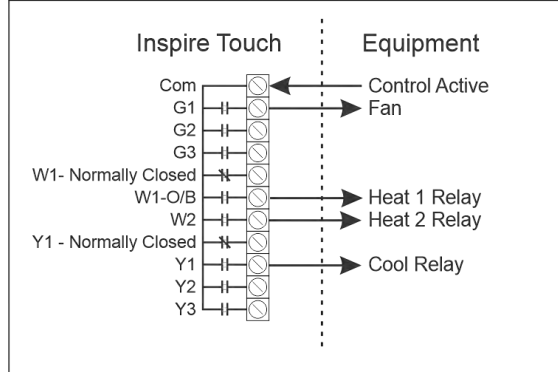 Inspire Touch Equipment
Com Control Active
G1 Fan
G2
G3
W1- Normally Closed
W1-O/B Heat 1 Relay
W2 Heat 2 Relay
Y1 - Normally Closed
Y1 Cool Relay
Y2
Y3